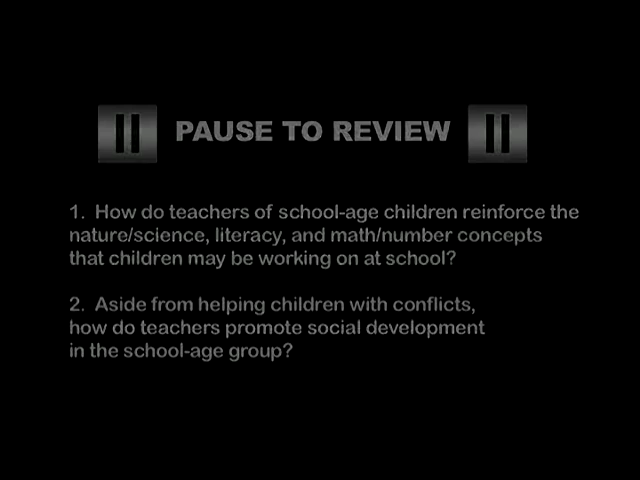 PAUSE TO REVIEW
1. How do teachers of school-age children reinforce the
nature/science, literacy, and math/number concepts
that children may be working on at school?
2. Aside from helping children with conflicts,
how do teachers promote social development
in the school-age group?